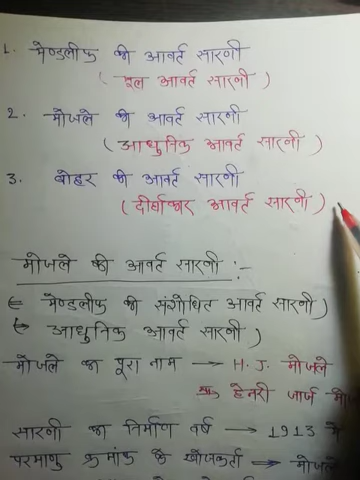 1. मेण्डलीफ की आवर्त सारणी
( मूल आवर्त सारणी )
2. मोजले की आवर्त सारणी
( आधुनिक आवर्त सारणी )
3. बोहर की आवर्त सारणी
( दीर्घाकार आवर्त सारणी )
मोजले की आवर्त सारणी :-
( मेण्डलीफ की संशोधित आवर्त सारणी )
( आधुनिक आवर्त सारणी )
मोजले का पूरा नाम → H. J. मोजले
हेनरी जार्ज
सारणी का निर्माण वर्ष → 1913 में
परमाणु क्रमांक के खोजकर्ता → मोजले